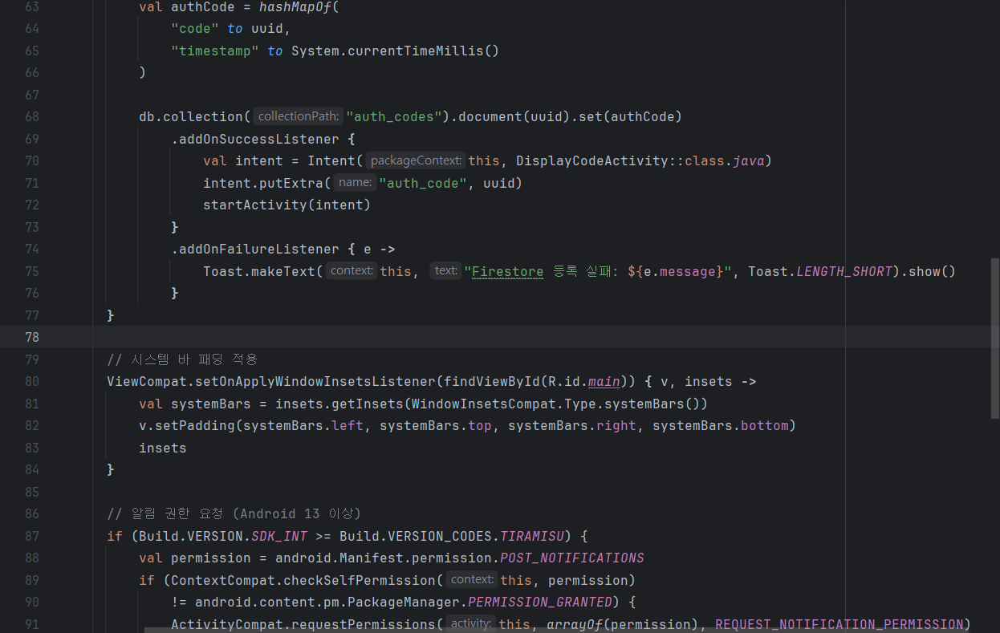 63 val authCode = hashMapOf(
64 "code" to uuid,
65 "timestamp" to System.currentTimeMillis()
66 )
67
68 db.collection( collectionPath: "auth_codes").document(uuid).set(authCode)
69 .addOnSuccessListener {
70 val intent = Intent( packageContext: this, DisplayCodeActivity::class.java)
71 intent.putExtra( name: "auth_code", uuid)
72 startActivity(intent)
73 }
74 .addOnFailureListener { e ->
75 Toast.makeText( context: this, text: "Firestore 등록 실패: ${e.message}", Toast.LENGTH_SHORT).show()
76 }
77 }
78
79 // 시스템 바 패딩 적용
80 ViewCompat.setOnApplyWindowInsetsListener(findViewById(R.id.main)) { v, insets ->
81 val systemBars = insets.getInsets(WindowInsetsCompat.Type.systemBars())
82 v.setPadding(systemBars.left, systemBars.top, systemBars.right, systemBars.bottom)
83 insets
84 }
85
86 // 알림 권한 요청 (Android 13 이상)
87 if (Build.VERSION.SDK_INT >= Build.VERSION_CODES.TIRAMISU) {
88 val permission = android.Manifest.permission.POST_NOTIFICATIONS
89 if (ContextCompat.checkSelfPermission( context: this, permission)
90 != android.content.pm.PackageManager.PERMISSION_GRANTED) {
91 ActivityCompat.requestPermissions( activity: this, arrayOf(permission), REQUEST_NOTIFICATION_PERMISSION)